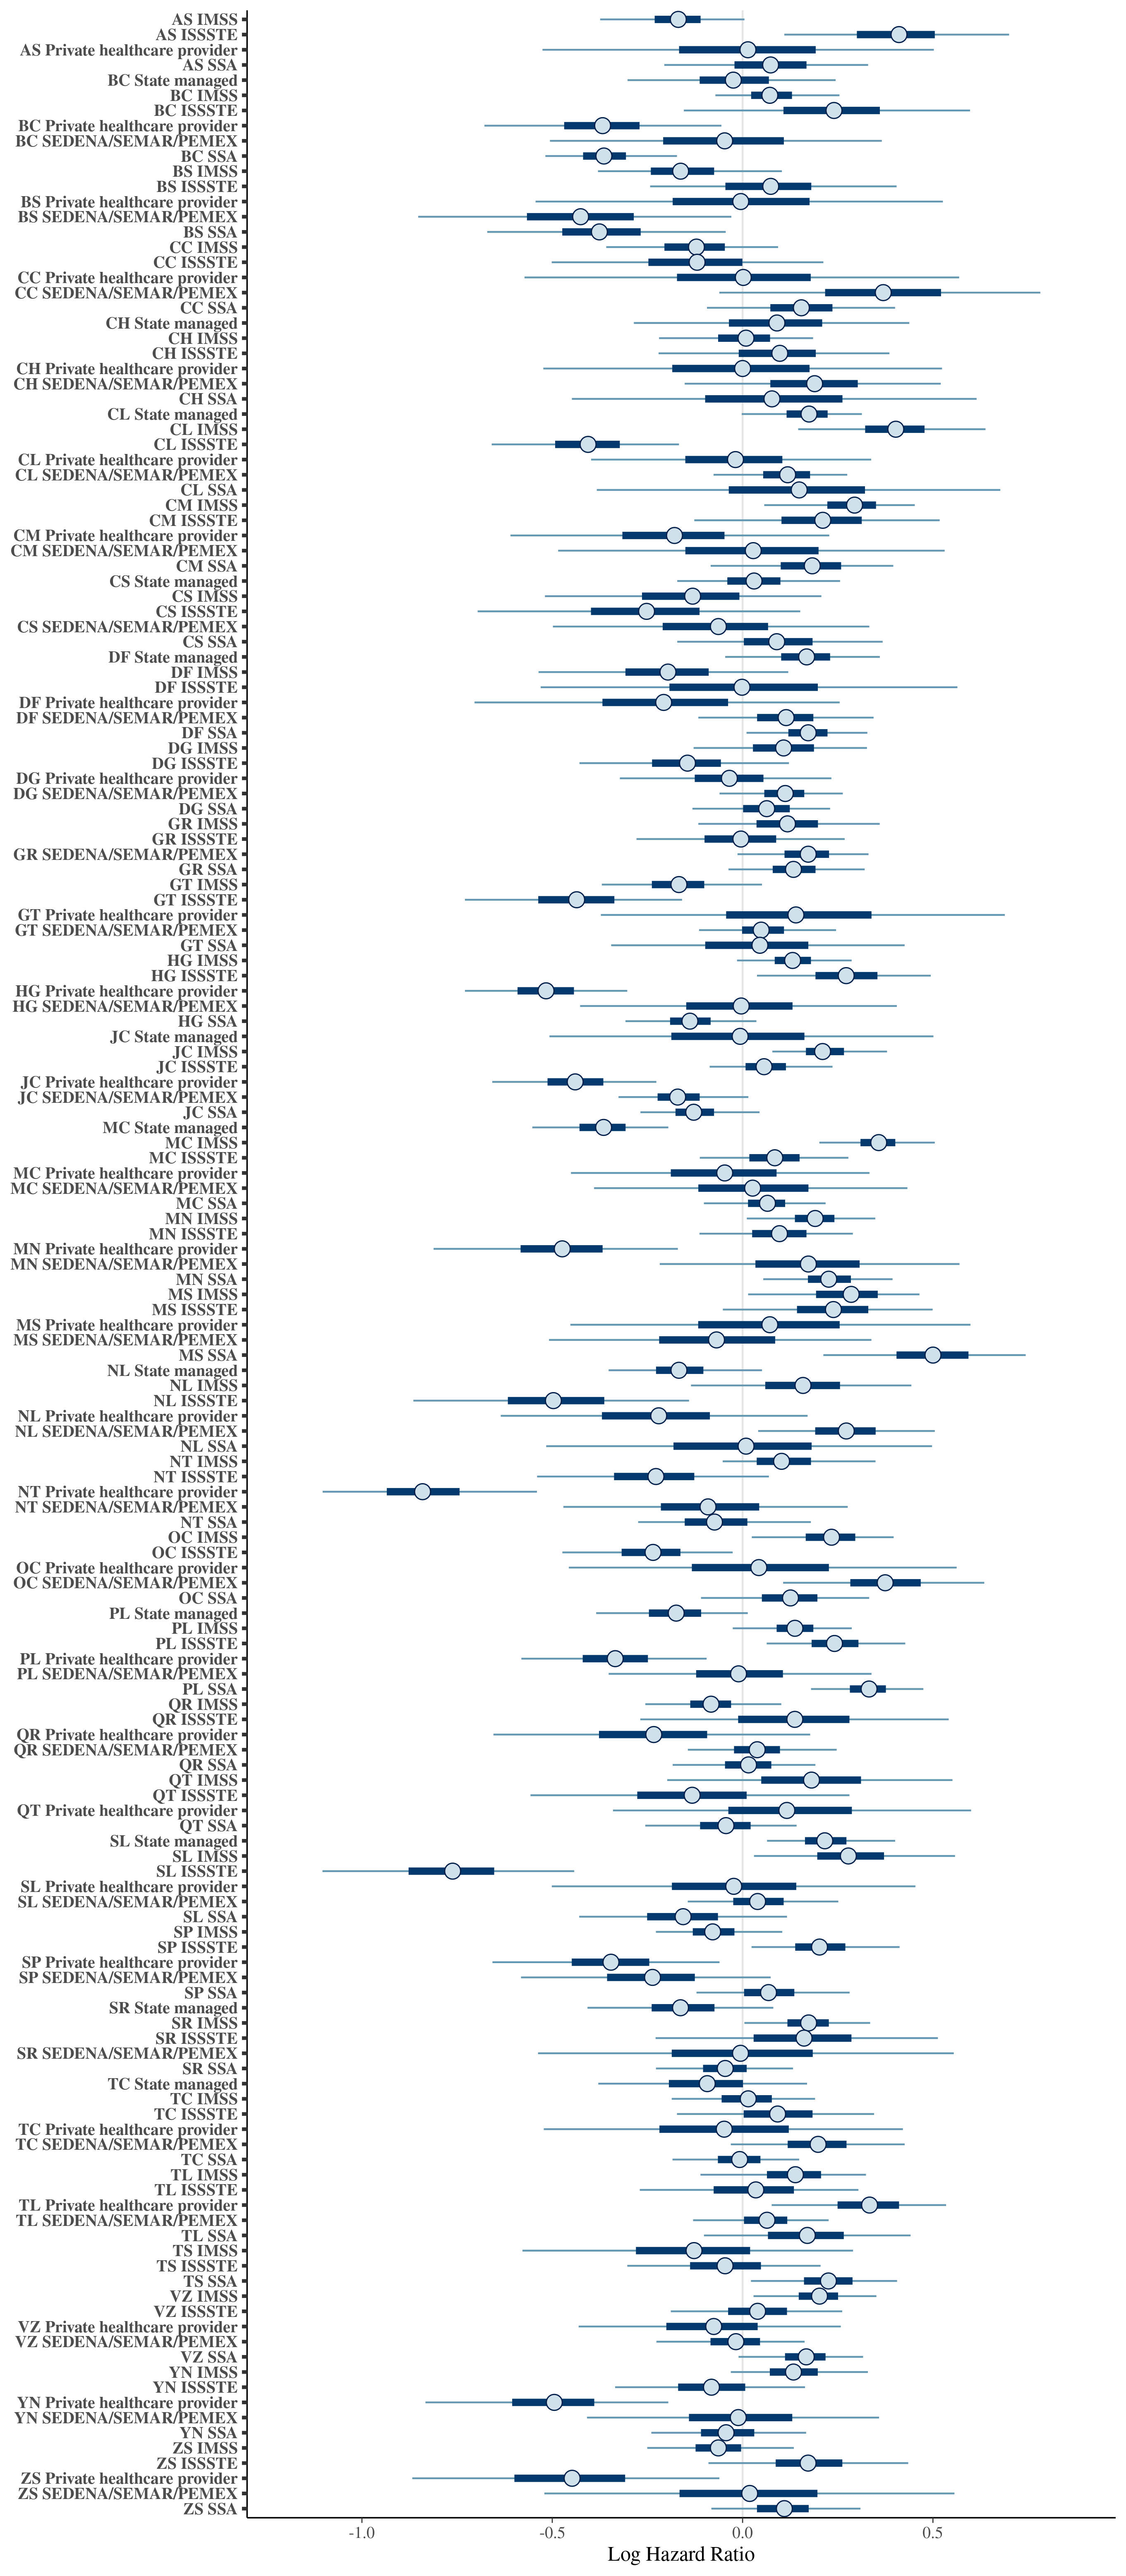 AS IMSS
AS ISSSTE
AS Private healthcare provider
AS SSA
BC State managed
BC IMSS
BC ISSSTE
BC Private healthcare provider
BC SEDENA/SEMAR/PEMEX
BC SSA
BS IMSS
BS ISSSTE
BS Private healthcare provider
BS SEDENA/SEMAR/PEMEX
BS SSA
CC IMSS
CC ISSSTE
CC Private healthcare provider
CC SEDENA/SEMAR/PEMEX
CC SSA
CH State managed
CH IMSS
CH ISSSTE
CH Private healthcare provider
CH SEDENA/SEMAR/PEMEX
CH SSA
CL State managed
CL IMSS
CL ISSSTE
CL Private healthcare provider
CL SEDENA/SEMAR/PEMEX
CL SSA
CM IMSS
CM ISSSTE
CM Private healthcare provider
CM SEDENA/SEMAR/PEMEX
CM SSA
CS State managed
CS IMSS
CS ISSSTE
CS SEDENA/SEMAR/PEMEX
CS SSA
DF State managed
DF IMSS
DF ISSSTE
DF Private healthcare provider
DF SEDENA/SEMAR/PEMEX
DF SSA
DG IMSS
DG ISSSTE
DG Private healthcare provider
DG SEDENA/SEMAR/PEMEX
DG SSA
GR IMSS
GR ISSSTE
GR SEDENA/SEMAR/PEMEX
GR SSA
GT IMSS
GT ISSSTE
GT Private healthcare provider
GT SEDENA/SEMAR/PEMEX
GT SSA
HG IMSS
HG ISSSTE
HG Private healthcare provider
HG SEDENA/SEMAR/PEMEX
HG SSA
JC State managed
JC IMSS
JC ISSSTE
JC Private healthcare provider
JC SEDENA/SEMAR/PEMEX
JC SSA
MC State managed
MC IMSS
MC ISSSTE
MC Private healthcare provider
MC SEDENA/SEMAR/PEMEX
MC SSA
MN IMSS
MN ISSSTE
MN Private healthcare provider
MN SEDENA/SEMAR/PEMEX
MN SSA
MS IMSS
MS ISSSTE
MS Private healthcare provider
MS SEDENA/SEMAR/PEMEX
MS SSA
NL State managed
NL IMSS
NL ISSSTE
NL Private healthcare provider
NL SEDENA/SEMAR/PEMEX
NL SSA
NT IMSS
NT ISSSTE
NT Private healthcare provider
NT SEDENA/SEMAR/PEMEX
NT SSA
OC IMSS
OC ISSSTE
OC Private healthcare provider
OC SEDENA/SEMAR/PEMEX
OC SSA
PL State managed
PL IMSS
PL ISSSTE
PL Private healthcare provider
PL SEDENA/SEMAR/PEMEX
PL SSA
QR IMSS
QR ISSSTE
QR Private healthcare provider
QR SEDENA/SEMAR/PEMEX
QR SSA
QT IMSS
QT ISSSTE
QT Private healthcare provider
QT SSA
SL State managed
SL IMSS
SL ISSSTE
SL Private healthcare provider
SL SEDENA/SEMAR/PEMEX
SL SSA
SP IMSS
SP ISSSTE
SP Private healthcare provider
SP SEDENA/SEMAR/PEMEX
SP SSA
SR State managed
SR IMSS
SR ISSSTE
SR SEDENA/SEMAR/PEMEX
SR SSA
TC State managed
TC IMSS
TC ISSSTE
TC Private healthcare provider
TC SEDENA/SEMAR/PEMEX
TC SSA
TL IMSS
TL ISSSTE
TL Private healthcare provider
TL SEDENA/SEMAR/PEMEX
TL SSA
TS IMSS
TS ISSSTE
TS SSA
VZ IMSS
VZ ISSSTE
VZ Private healthcare provider
VZ SEDENA/SEMAR/PEMEX
VZ SSA
YN IMSS
YN ISSSTE
YN Private healthcare provider
YN SEDENA/SEMAR/PEMEX
YN SSA
ZS IMSS
ZS ISSSTE
ZS Private healthcare provider
ZS SEDENA/SEMAR/PEMEX
ZS SSA
-1.0 -0.5 0.0 0.5
Log Hazard Ratio